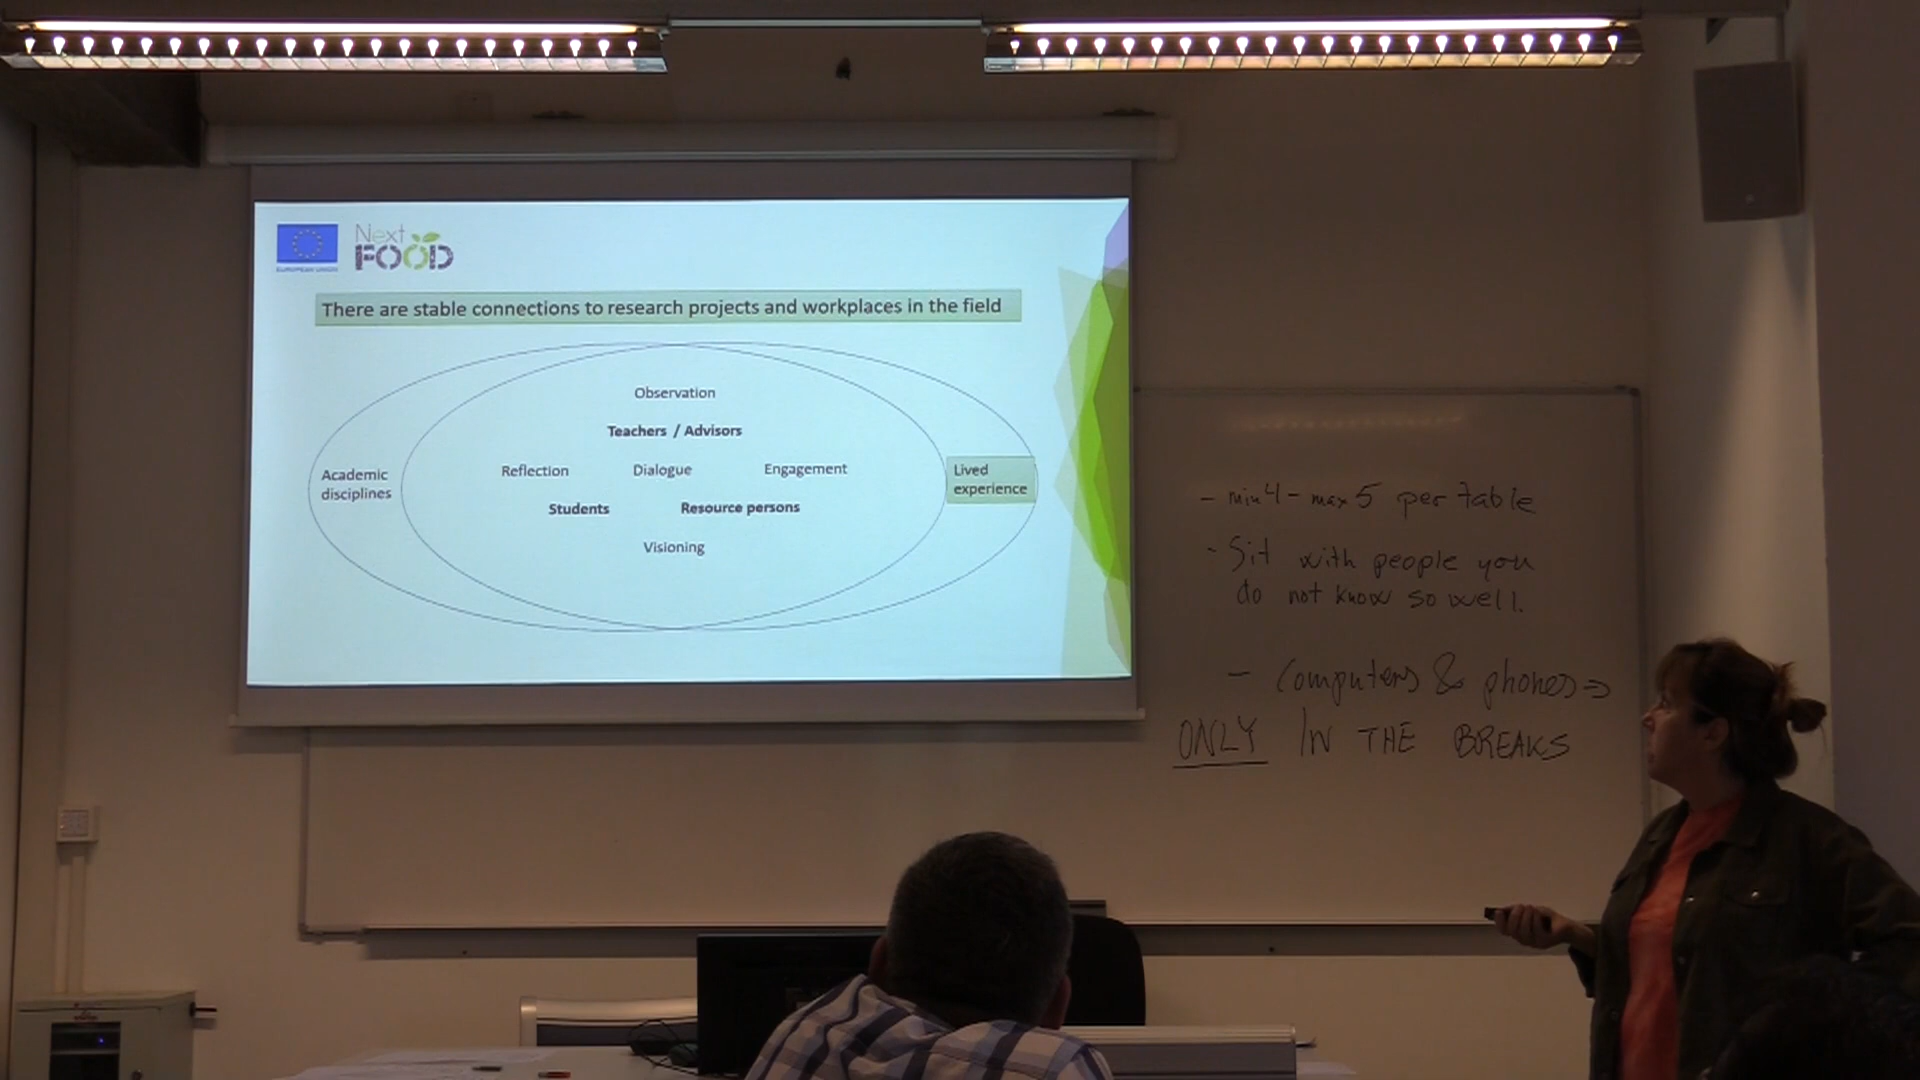 Next
FOOD
EUROPEAN UNION
There are stable connections to research projects and workplaces in the field
Observation
Teachers / Advisors
Academic disciplines
Reflection Dialogue Engagement
Lived experience
Students Resource persons
Visioning
- min 4 - max 5 per table
- Sit with people you
do not know so well.
- Computers & phones ⇒
ONLY IN THE BREAKS